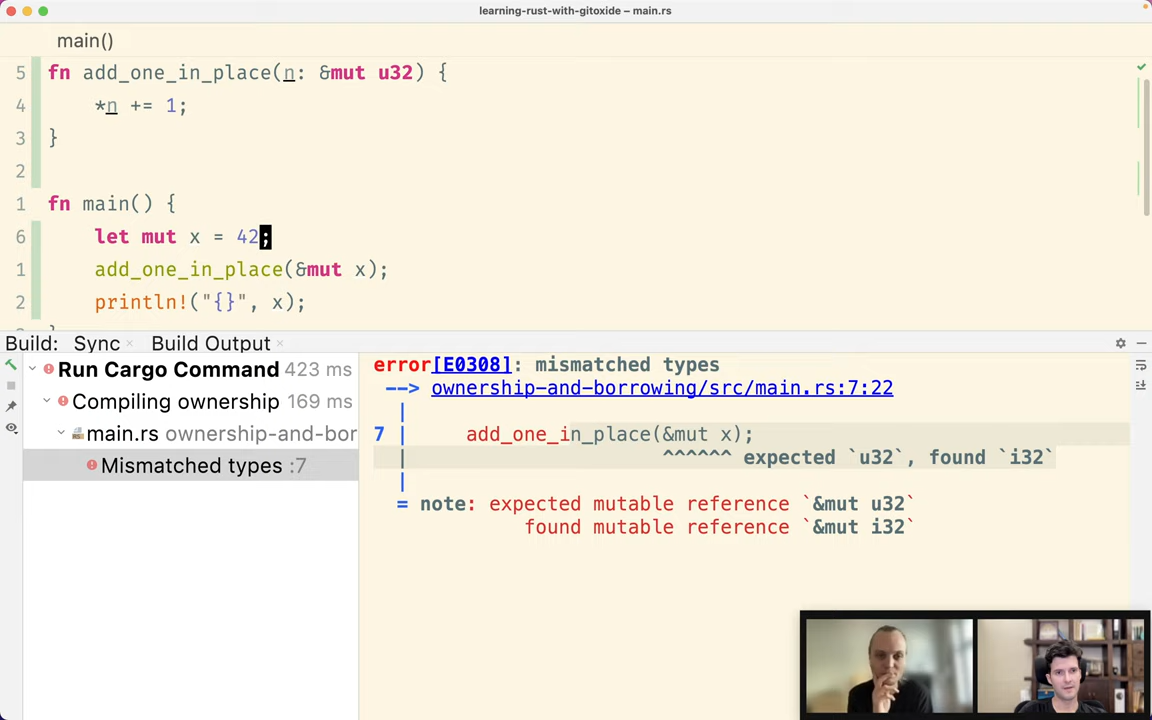 learning-rust-with-gitoxide – main.rs
main()
5 fn add_one_in_place(n: &mut u32) {
4 *n += 1;
3 }
2
1 fn main() {
6 let mut x = 42;
1 add_one_in_place(&mut x);
2 println!("{}", x);
Build: Sync × Build Output ×
Run Cargo Command 423 ms
Compiling ownership 169 ms
main.rs ownership-and-bor
Mismatched types :7
error[E0308]: mismatched types
--> ownership-and-borrowing/src/main.rs:7:22
|
7 | add_one_in_place(&mut x);
| ^^^^^^ expected `u32`, found `i32`
|
= note: expected mutable reference `&mut u32`
found mutable reference `&mut i32`